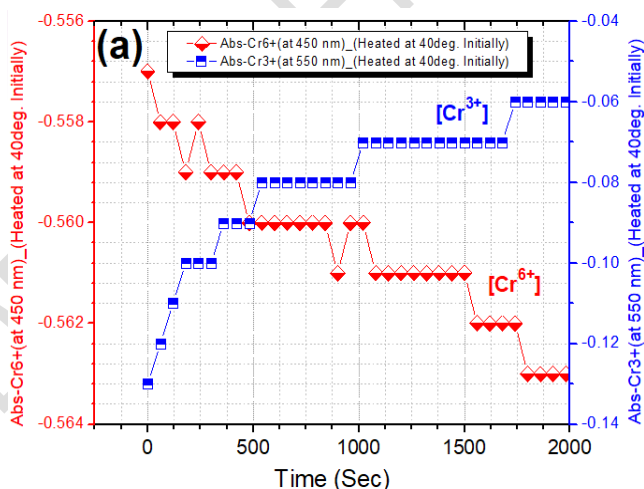 (a)
Abs-Cr6+(at 450 nm)_(Heated at 40deg. Initially)
Abs-Cr3+(at 550 nm)_(Heated at 40deg. Initially)
[Cr3+]
[Cr6+]
-0.556
-0.558
-0.560
-0.562
-0.564
Abs-Cr6+(at 450 nm)_(Heated at 40deg. Initially)
-0.04
-0.06
-0.08
-0.10
-0.12
-0.14
Abs-Cr3+(at 550 nm)_(Heated at 40deg. Initially)
0 500 1000 1500 2000
Time (Sec)